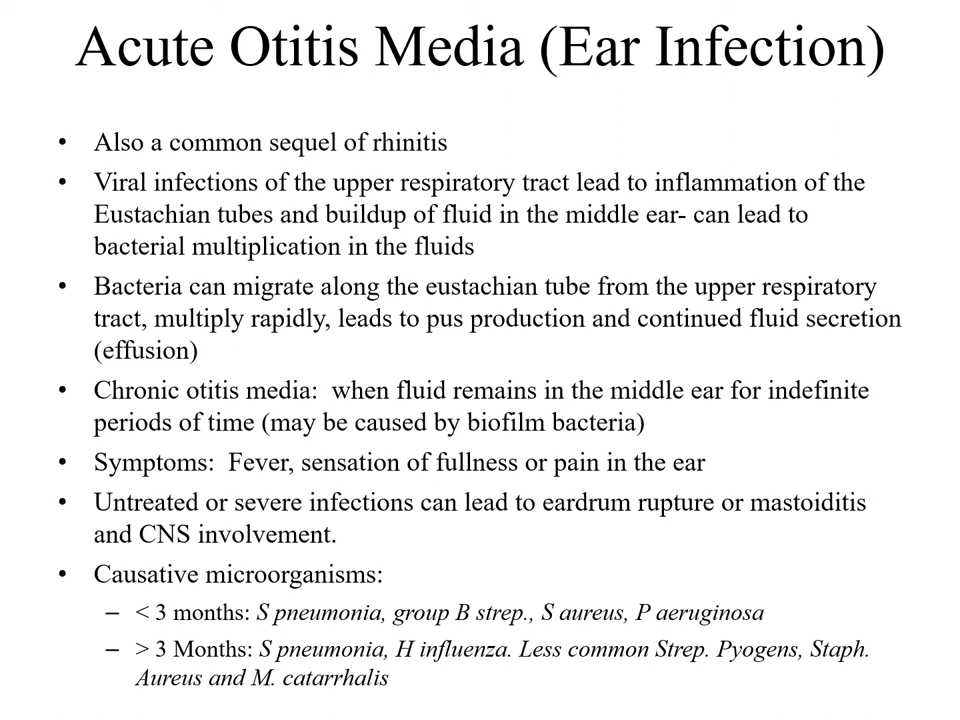 Acute Otitis Media (Ear Infection)
• Also a common sequel of rhinitis
• Viral infections of the upper respiratory tract lead to inflammation of the
Eustachian tubes and buildup of fluid in the middle ear- can lead to
bacterial multiplication in the fluids
• Bacteria can migrate along the eustachian tube from the upper respiratory
tract, multiply rapidly, leads to pus production and continued fluid secretion
(effusion)
• Chronic otitis media:  when fluid remains in the middle ear for indefinite
periods of time (may be caused by biofilm bacteria)
• Symptoms:  Fever, sensation of fullness or pain in the ear
• Untreated or severe infections can lead to eardrum rupture or mastoiditis
and CNS involvement.
• Causative microorganisms:
– < 3 months: S pneumonia, group B strep., S aureus, P aeruginosa
– > 3 Months: S pneumonia, H influenza. Less common Strep. Pyogens, Staph.
Aureus and M. catarrhalis